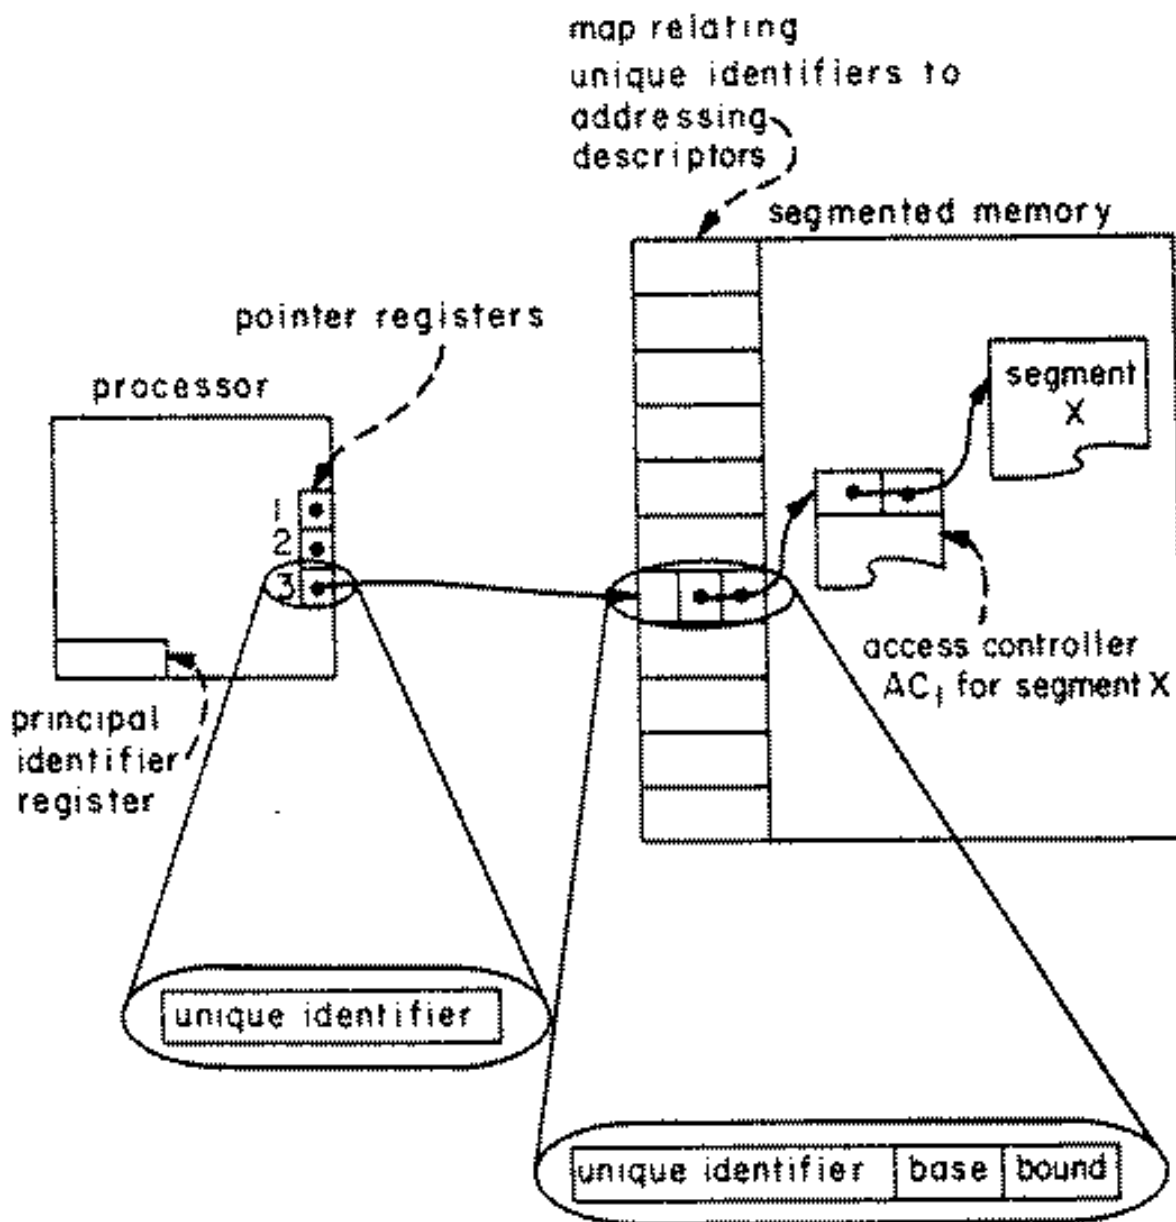 map relating
unique identifiers to
addressing
descriptors
segmented memory
pointer registers
processor
segment
X
1
2
3
access controller
AC₁ for segment X
principal
identifier
register
unique identifier
unique identifier base bound